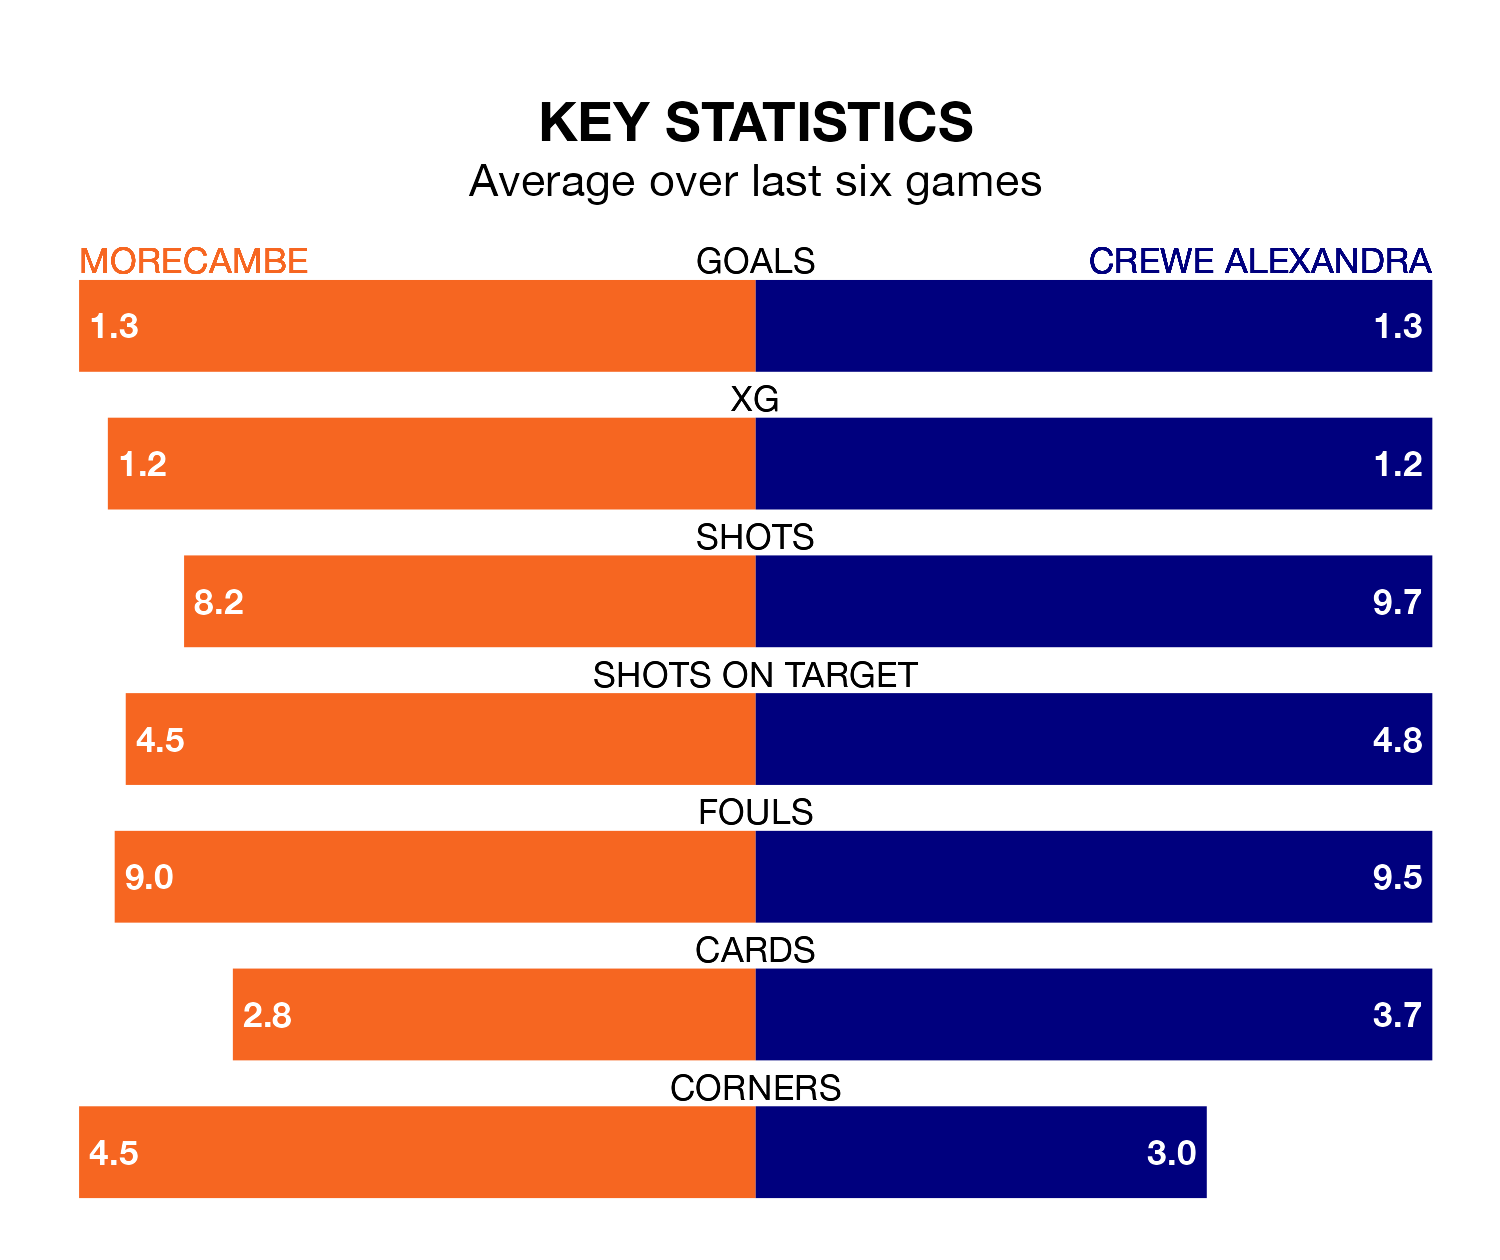 KEY STATISTICS
Average over last six games
MORECAMBE GOALS CREWE ALEXANDRA
1.3 1.3
XG
1.2 1.2
SHOTS
8.2 9.7
SHOTS ON TARGET
4.5 4.8
FOULS
9.0 9.5
CARDS
2.8 3.7
CORNERS
4.5 3.0